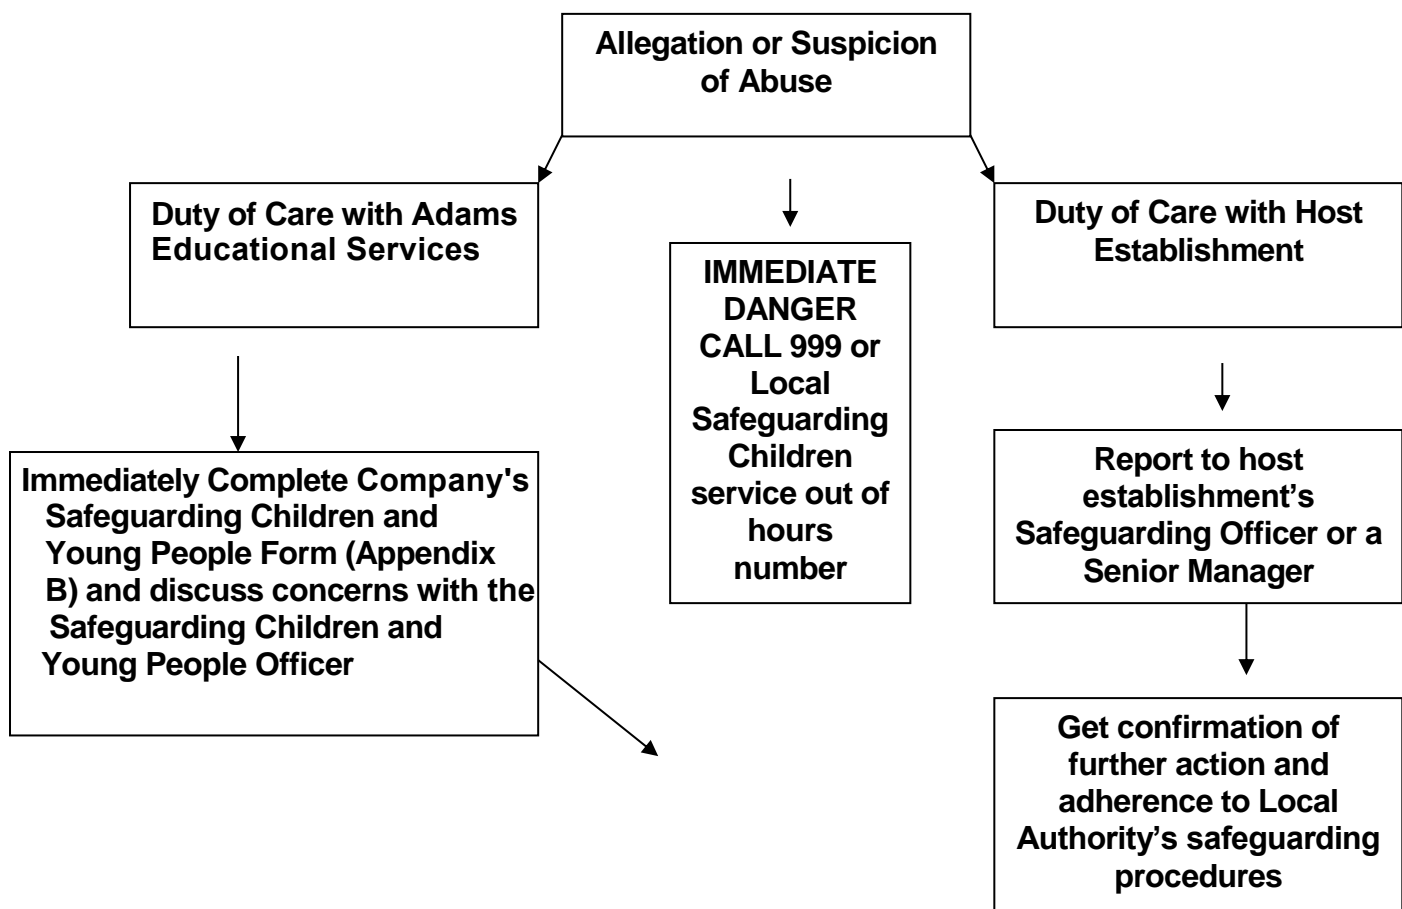 Allegation or Suspicion
of Abuse
Duty of Care with Adams
Educational Services
IMMEDIATE
DANGER
CALL 999 or
Local
Safeguarding
Children
service out of
hours
number
Duty of Care with Host
Establishment
Immediately Complete Company's
Safeguarding Children and
Young People Form (Appendix
B) and discuss concerns with the
Safeguarding Children and
Young People Officer
Report to host
establishment’s
Safeguarding Officer or a
Senior Manager
Get confirmation of
further action and
adherence to Local
Authority’s safeguarding
procedures